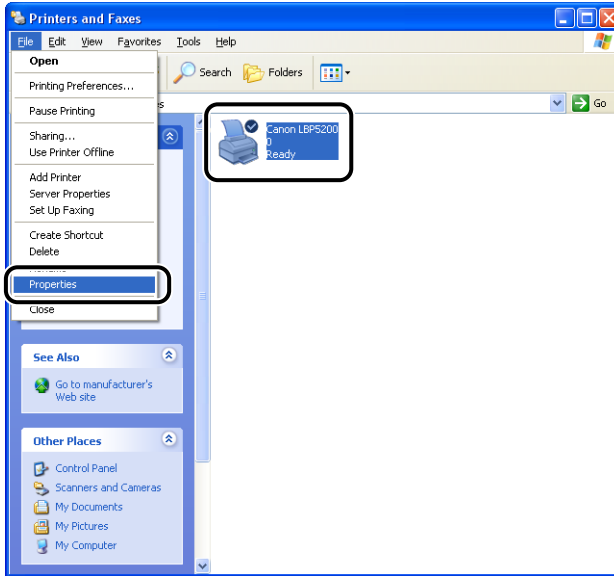 Printers and Faxes
File Edit View Favorites Tools Help
Search Folders
Go
Open
Printing Preferences...
Pause Printing
Sharing...
Use Printer Offline
Add Printer
Server Properties
Set Up Faxing
Create Shortcut
Delete
Properties
Close
Canon LBP5200
0
Ready
See Also
Go to manufacturer's
Web site
Other Places
Control Panel
Scanners and Cameras
My Documents
My Pictures
My Computer